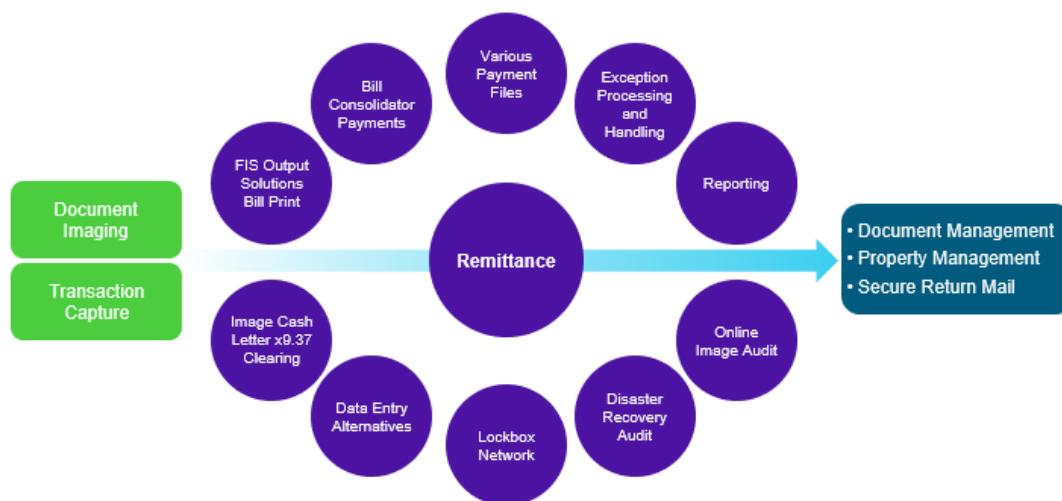 Various
Payment
Files
Bill
Consolidator
Payments
Exception
Processing
and
Handling
FIS Output
Solutions
Bill Print
Reporting
Document
Imaging
Transaction
Capture
Remittance
• Document Management
• Property Management
• Secure Return Mail
Image Cash
Letter x9.37
Clearing
Online
Image Audit
Data Entry
Alternatives
Disaster
Recovery
Audit
Lockbox
Network